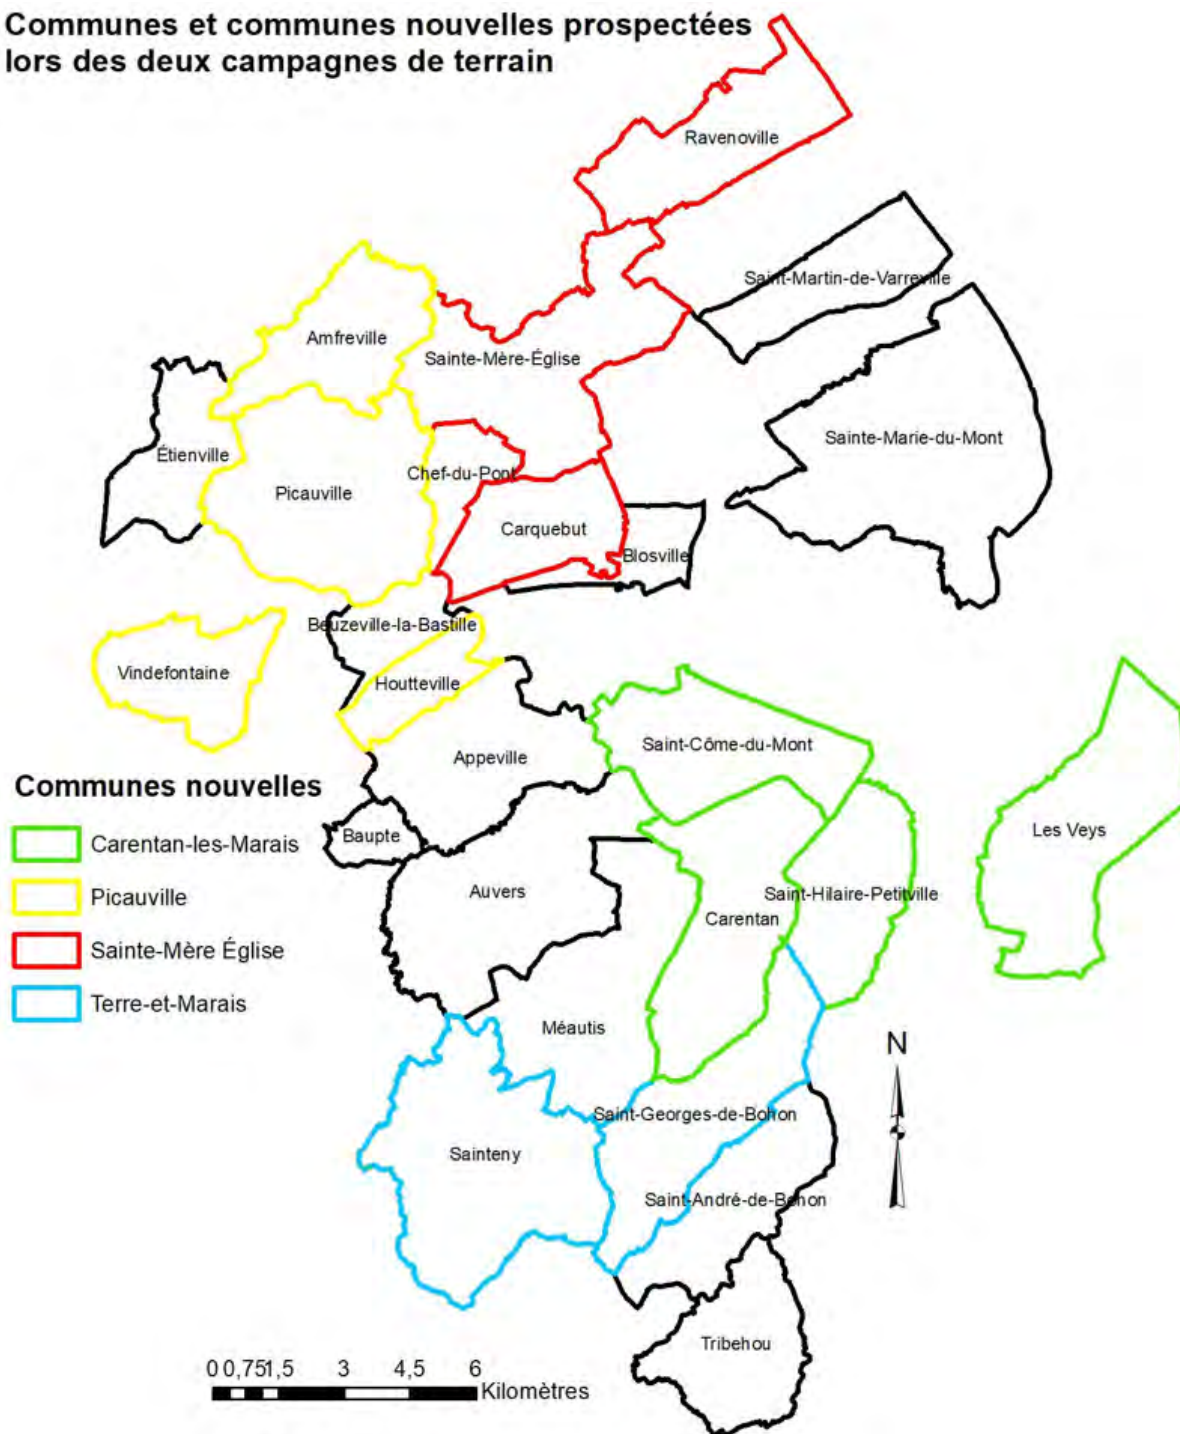 Communes et communes nouvelles prospectées
lors des deux campagnes de terrain
Ravenoville
Saint-Martin-de-Varreville
Amfreville
Sainte-Mère-Église
Sainte-Marie-du-Mont
Étienville
Chef-du-Pont
Picauville
Carquebut
Blosville
Beuzeville-la-Bastille
Vindefontaine
Houtteville
Saint-Côme-du-Mont
Appeville
Communes nouvelles
Carentan-les-Marais
Picauville
Sainte-Mère Église
Terre-et-Marais
Baupte
Les Veys
Auvers
Saint-Hilaire-Petitville
Carentan
Méautis
N
Saint-Georges-de-Bohon
Sainteny
Saint-André-de-Bohon
Tribehou
0 0,75 1,5 3 4,5 6
Kilomètres